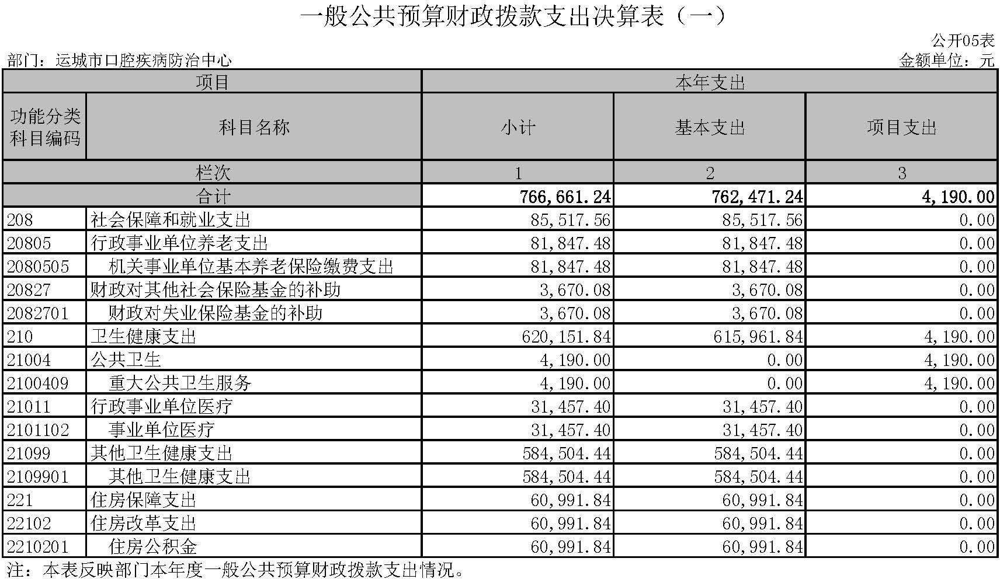 一般公共预算财政拨款支出决算表（一）
公开05表
部门：运城市口腔疾病防治中心 金额单位：元
项目 本年支出
功能分类科目编码 科目名称 小计 基本支出 项目支出
栏次 1 2 3
合计 766,661.24 762,471.24 4,190.00
208 社会保障和就业支出 85,517.56 85,517.56 0.00
20805 行政事业单位养老支出 81,847.48 81,847.48 0.00
2080505 机关事业单位基本养老保险缴费支出 81,847.48 81,847.48 0.00
20827 财政对其他社会保险基金的补助 3,670.08 3,670.08 0.00
2082701 财政对失业保险基金的补助 3,670.08 3,670.08 0.00
210 卫生健康支出 620,151.84 615,961.84 4,190.00
21004 公共卫生 4,190.00 0.00 4,190.00
2100409 重大公共卫生服务 4,190.00 0.00 4,190.00
21011 行政事业单位医疗 31,457.40 31,457.40 0.00
2101102 事业单位医疗 31,457.40 31,457.40 0.00
21099 其他卫生健康支出 584,504.44 584,504.44 0.00
2109901 其他卫生健康支出 584,504.44 584,504.44 0.00
221 住房保障支出 60,991.84 60,991.84 0.00
22102 住房改革支出 60,991.84 60,991.84 0.00
2210201 住房公积金 60,991.84 60,991.84 0.00
注：本表反映部门本年度一般公共预算财政拨款支出情况。